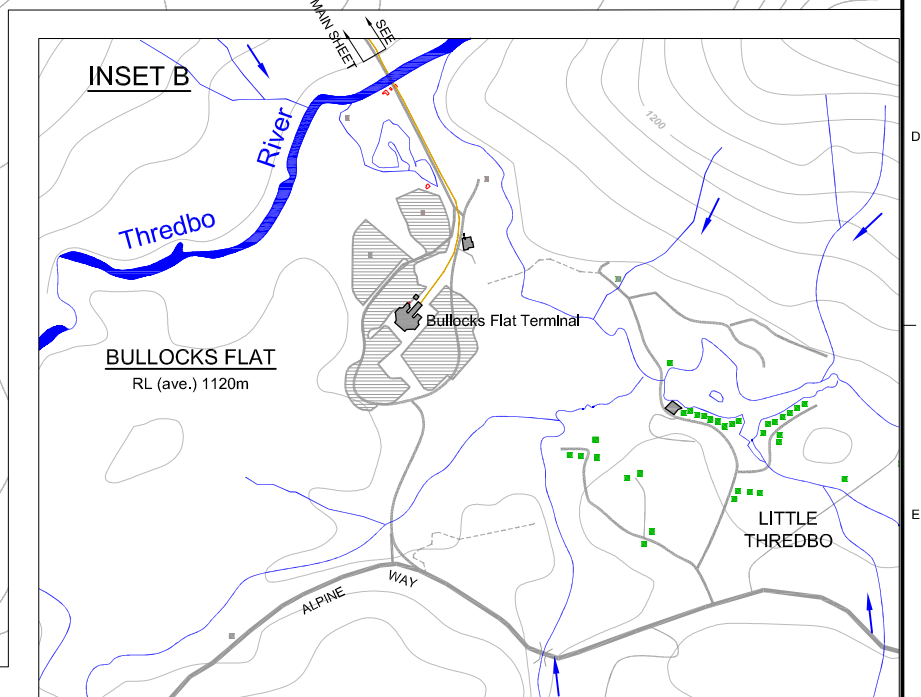 SEE
MAIN SHEET
INSET B
River
Thredbo
1200
D
Bullocks Flat Terminal
BULLOCKS FLAT
RL (ave.) 1120m
E
LITTLE
THREDBO
ALPINE WAY